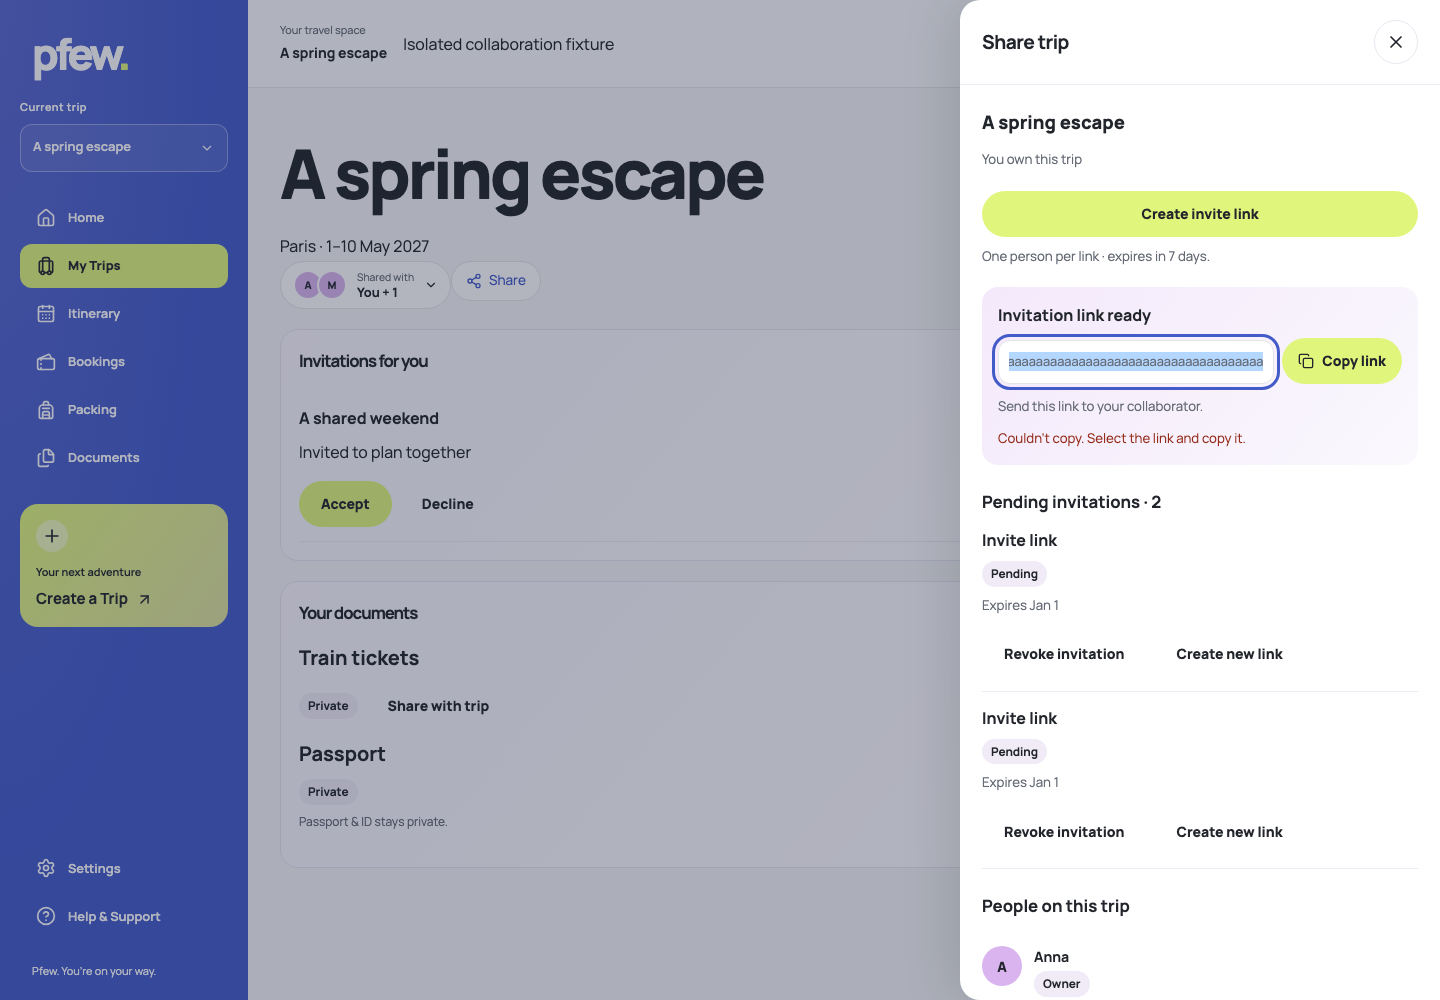 pfew.
Current trip
A spring escape
Home
My Trips
Itinerary
Bookings
Packing
Documents
Your next adventure
Create a Trip
Settings
Help & Support
Pfew. You're on your way.
Your travel space
A spring escape
Isolated collaboration fixture
A spring escape
Paris · 1–10 May 2027
A M
Shared with
You + 1
Share
Invitations for you
A shared weekend
Invited to plan together
Accept
Decline
Your documents
Train tickets
Private
Share with trip
Passport
Private
Passport & ID stays private.
Share trip
A spring escape
You own this trip
Create invite link
One person per link · expires in 7 days.
Invitation link ready
Copy link
Send this link to your collaborator.
Couldn't copy. Select the link and copy it.
Pending invitations · 2
Invite link
Pending
Expires Jan 1
Revoke invitation
Create new link
Invite link
Pending
Expires Jan 1
Revoke invitation
Create new link
People on this trip
A
Anna
Owner